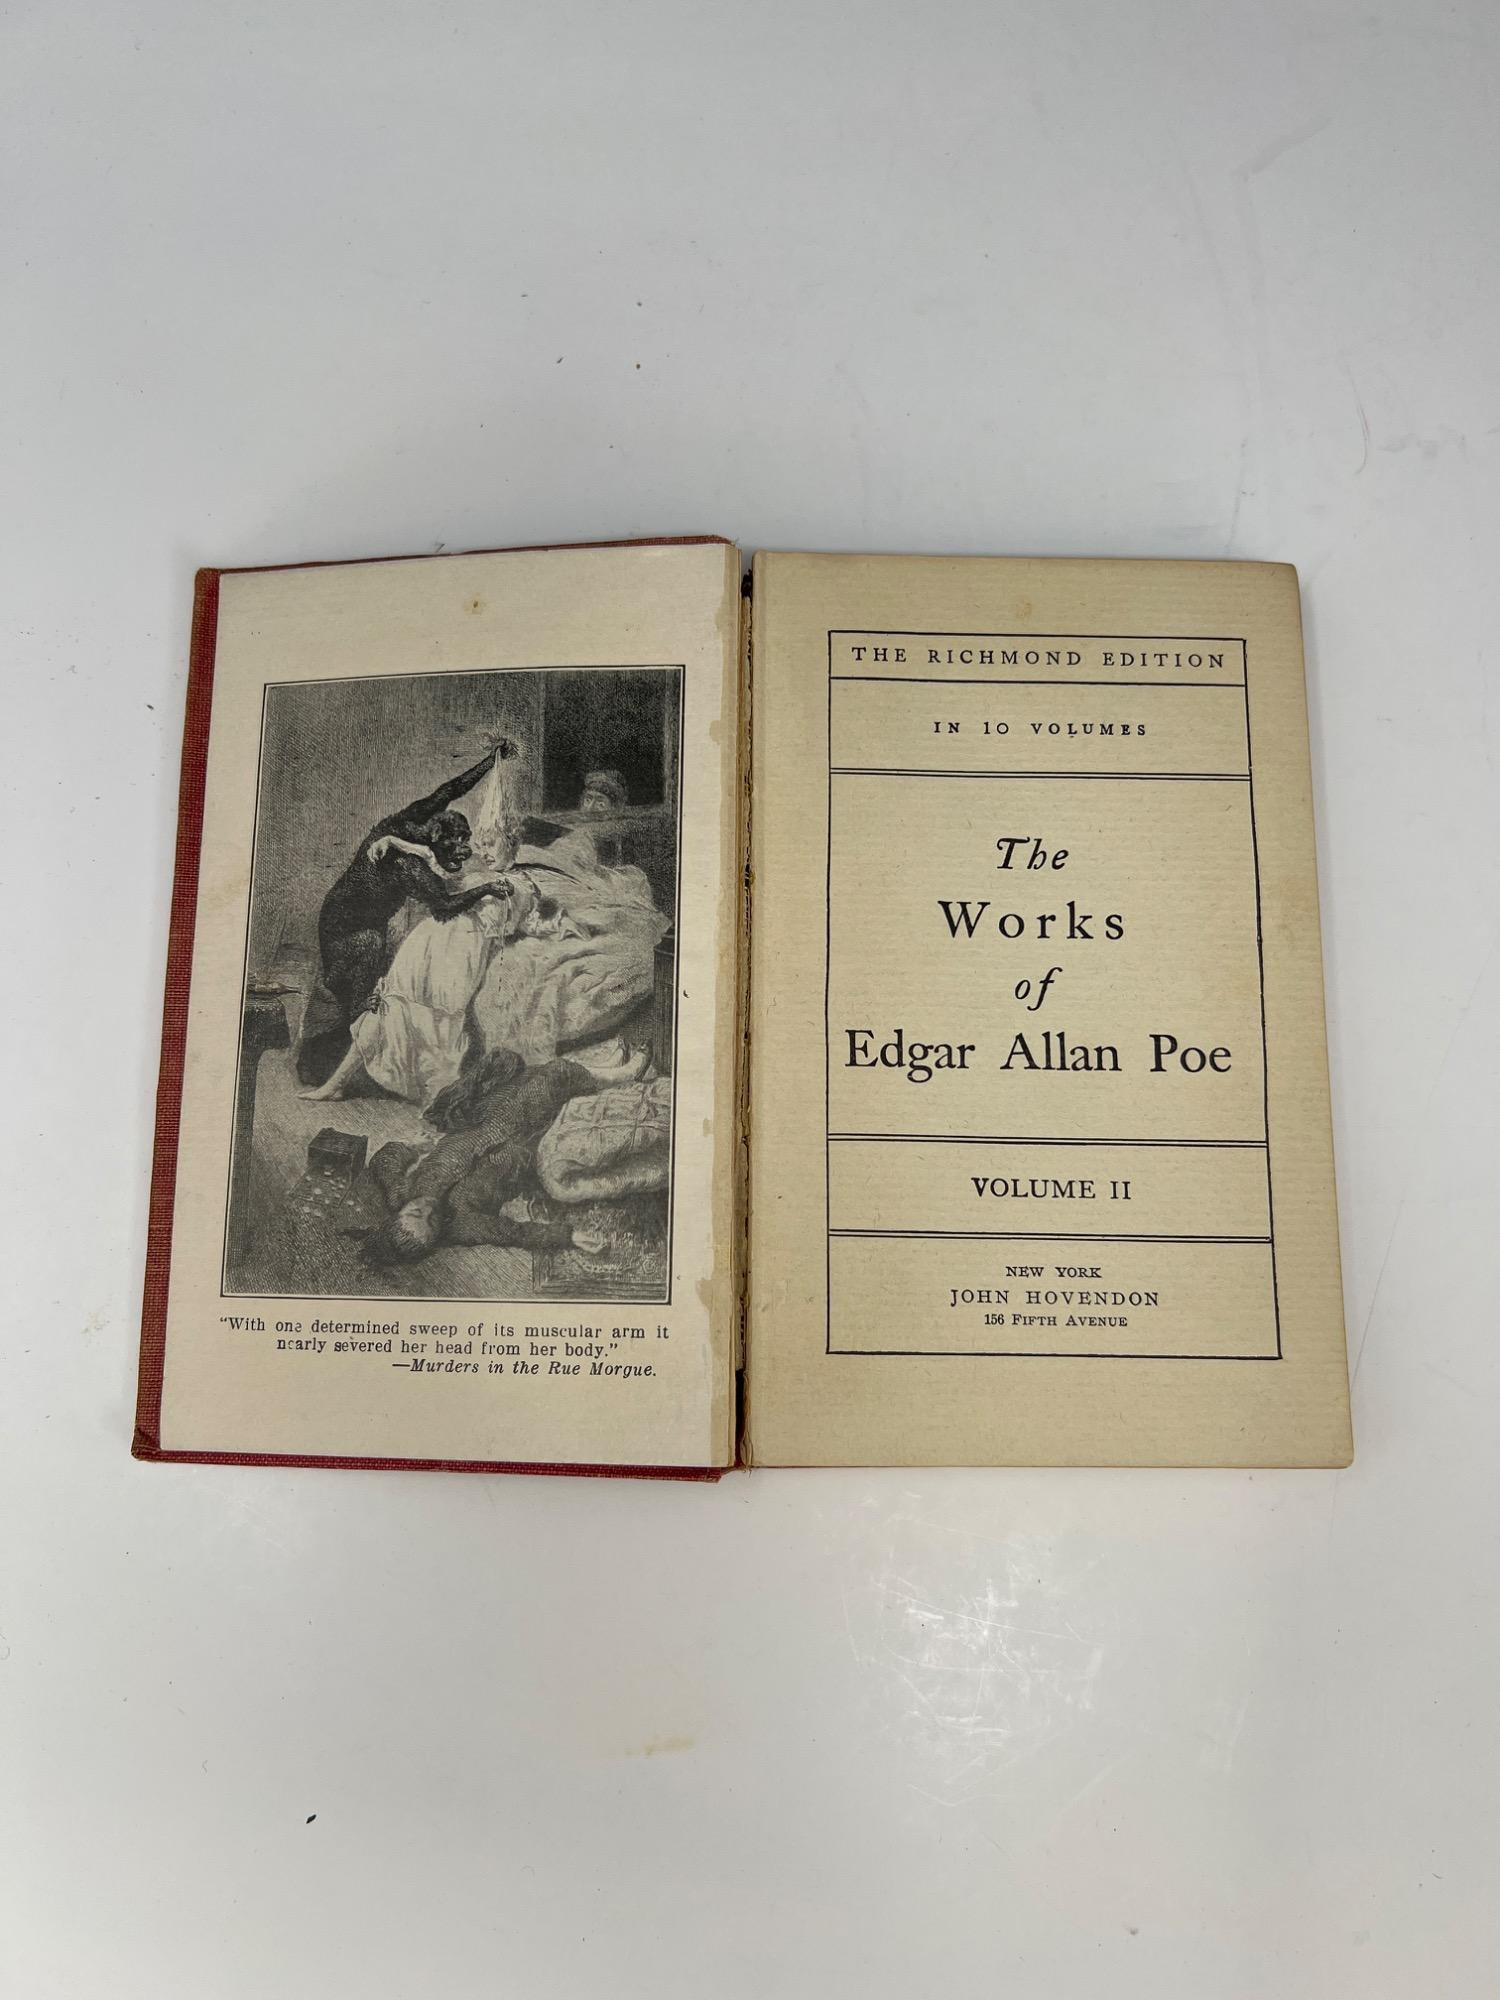 "With one determined sweep of its muscular arm it
nearly severed her head from her body."
—Murders in the Rue Morgue.
THE RICHMOND EDITION
IN 10 VOLUMES
The
Works
of
Edgar Allan Poe
VOLUME II
NEW YORK
JOHN HOVENDON
156 FIFTH AVENUE